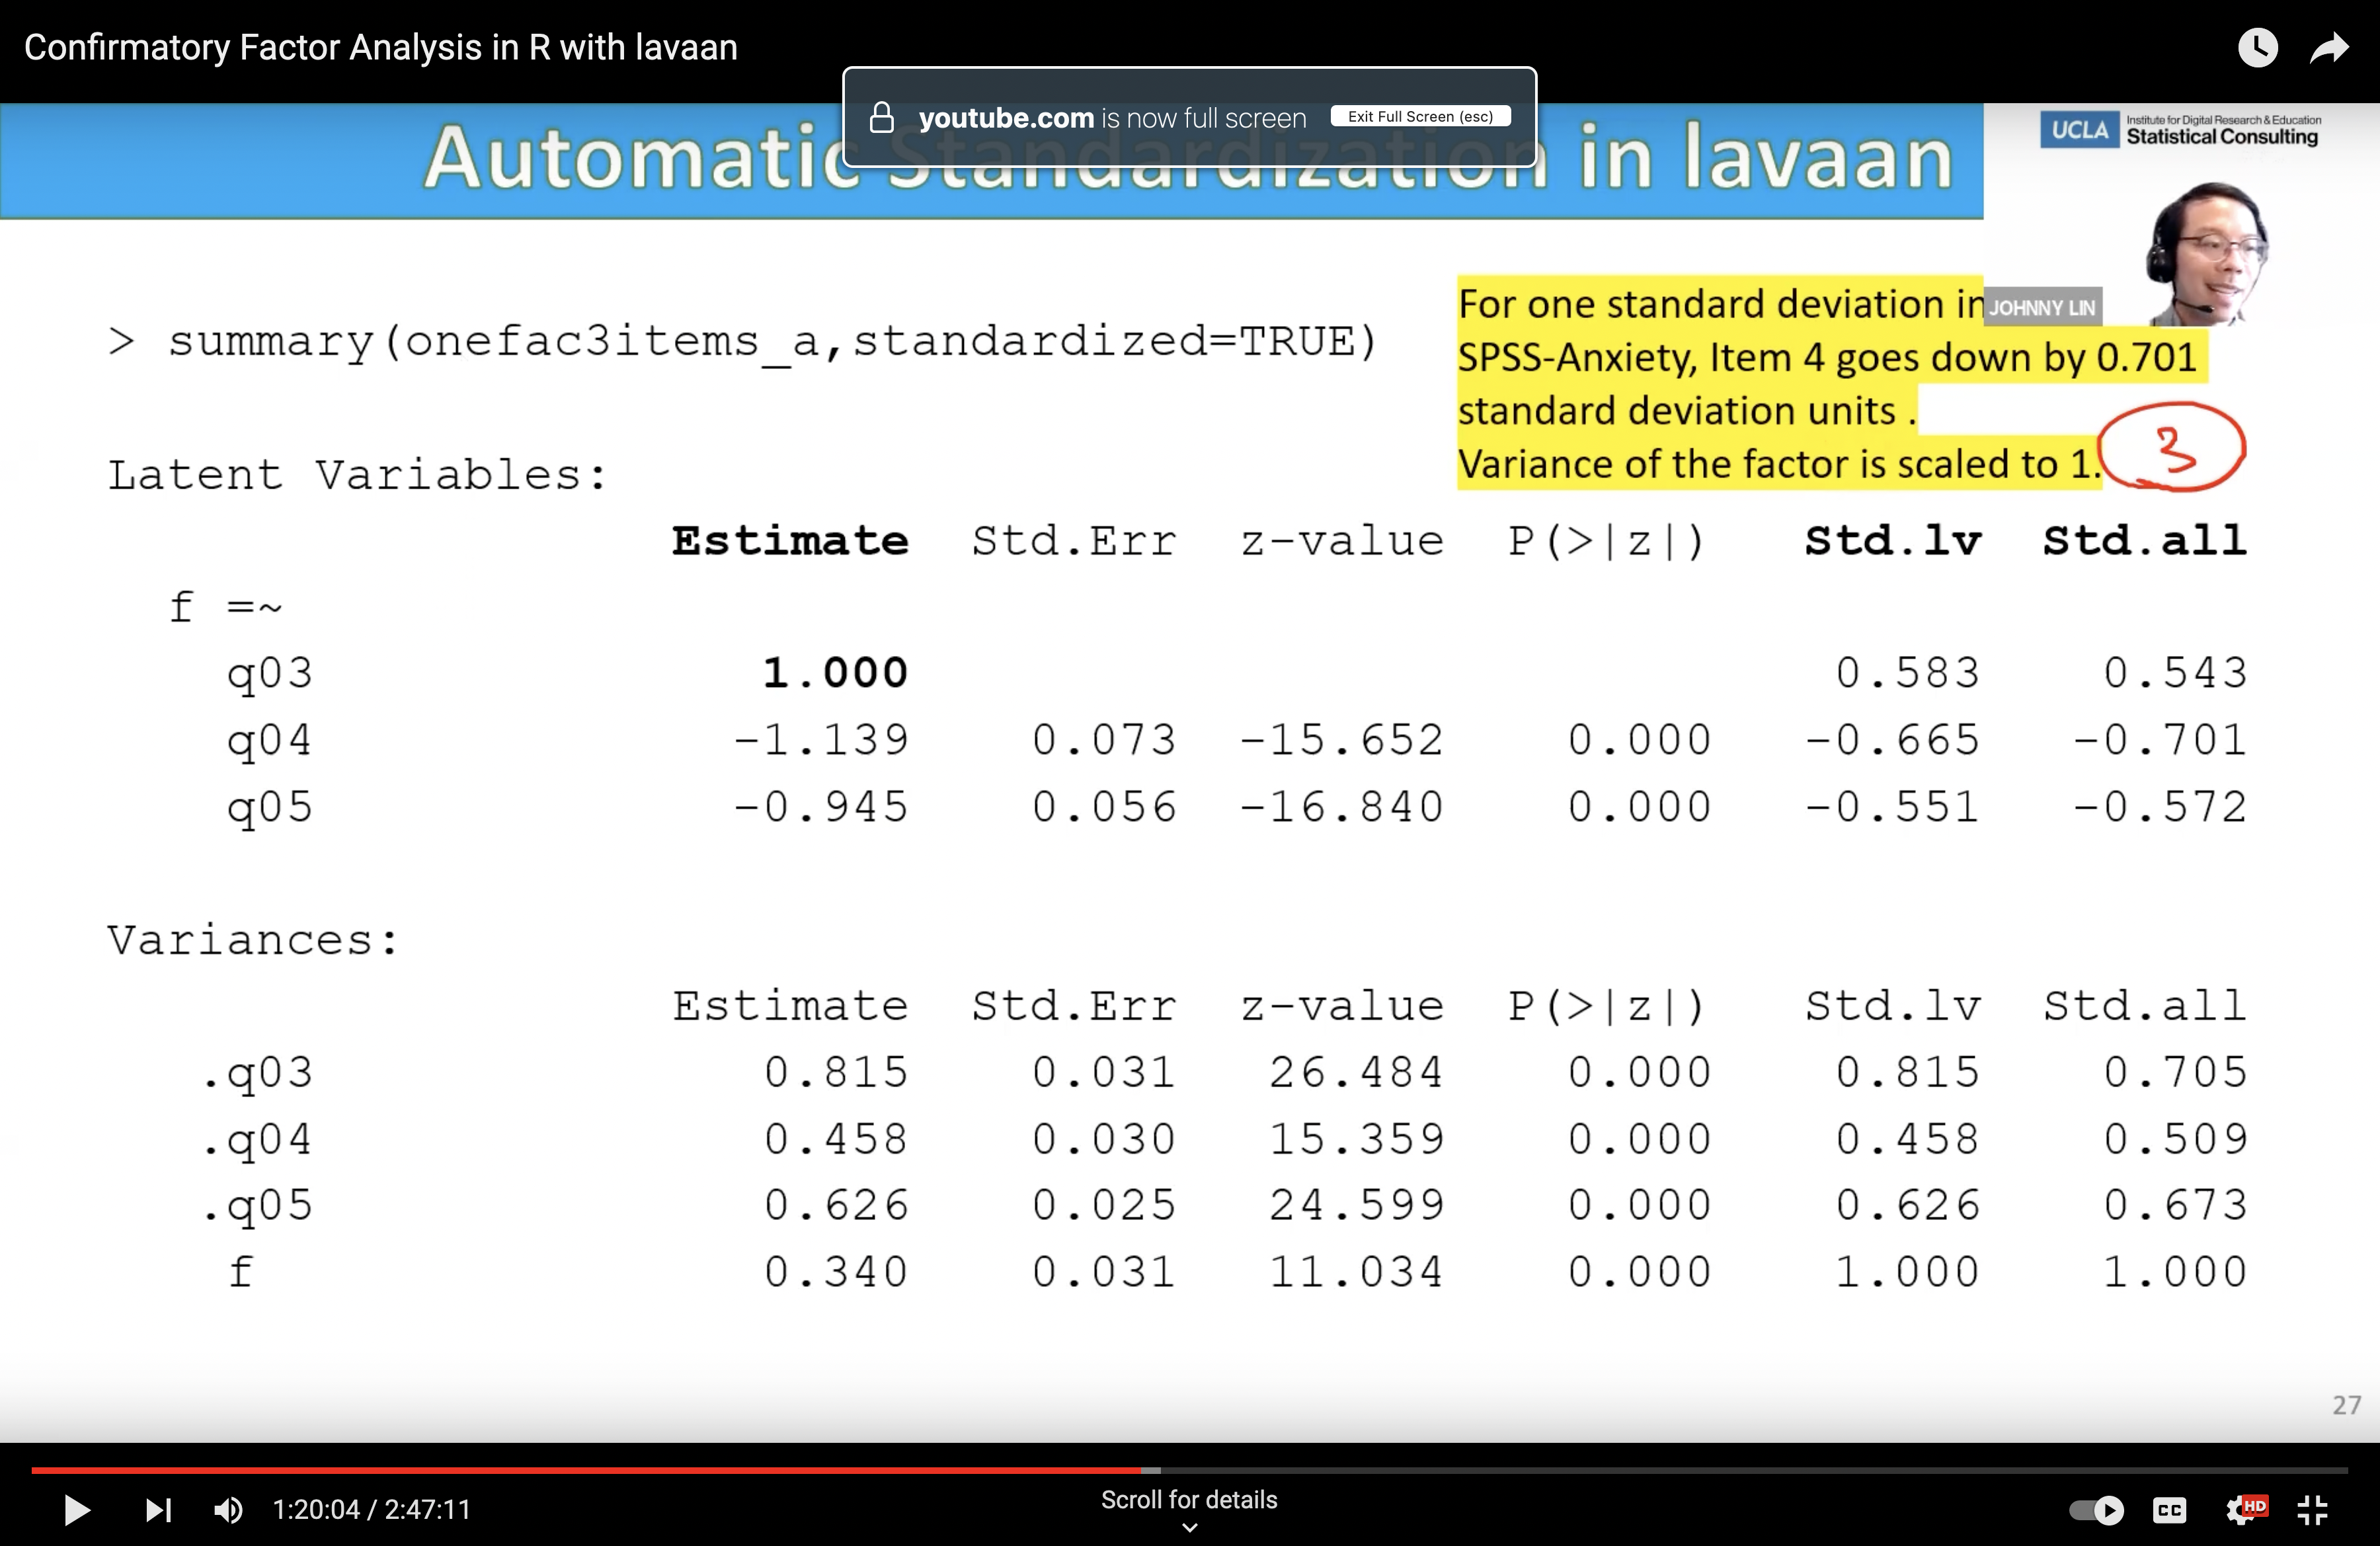 Confirmatory Factor Analysis in R with lavaan
youtube.com is now full screen Exit Full Screen (esc)
Automatic Standardization in lavaan
UCLA Institute for Digital Research & Education
Statistical Consulting
JOHNNY LIN
> summary(onefac3items_a,standardized=TRUE)
For one standard deviation in
SPSS-Anxiety, Item 4 goes down by 0.701
standard deviation units .
Variance of the factor is scaled to 1.
3
Latent Variables:
Estimate Std.Err z-value P(>|z|) Std.lv Std.all
f =~
q03 1.000 0.583 0.543
q04 -1.139 0.073 -15.652 0.000 -0.665 -0.701
q05 -0.945 0.056 -16.840 0.000 -0.551 -0.572
Variances:
Estimate Std.Err z-value P(>|z|) Std.lv Std.all
.q03 0.815 0.031 26.484 0.000 0.815 0.705
.q04 0.458 0.030 15.359 0.000 0.458 0.509
.q05 0.626 0.025 24.599 0.000 0.626 0.673
f 0.340 0.031 11.034 0.000 1.000 1.000
27
1:20:04 / 2:47:11
Scroll for details
CC
HD